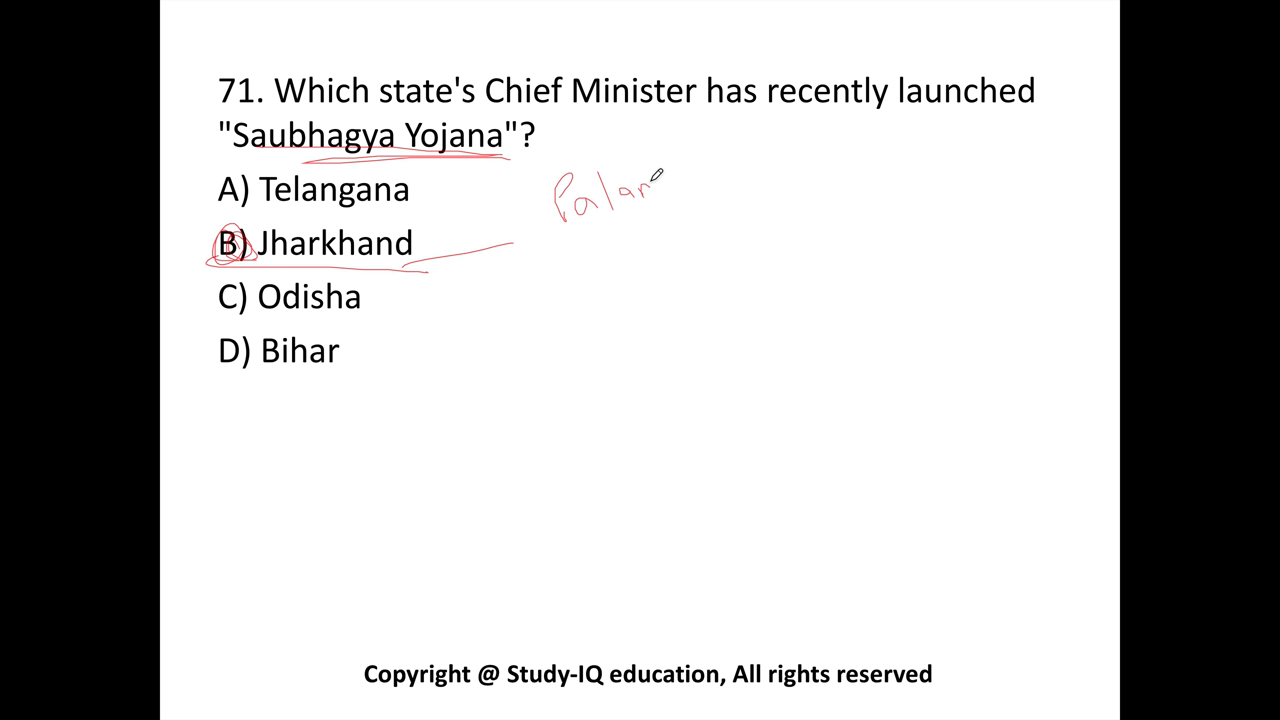 71. Which state's Chief Minister has recently launched
"Saubhagya Yojana"?
A) Telangana
Palar
B) Jharkhand
C) Odisha
D) Bihar
Copyright @ Study-IQ education, All rights reserved